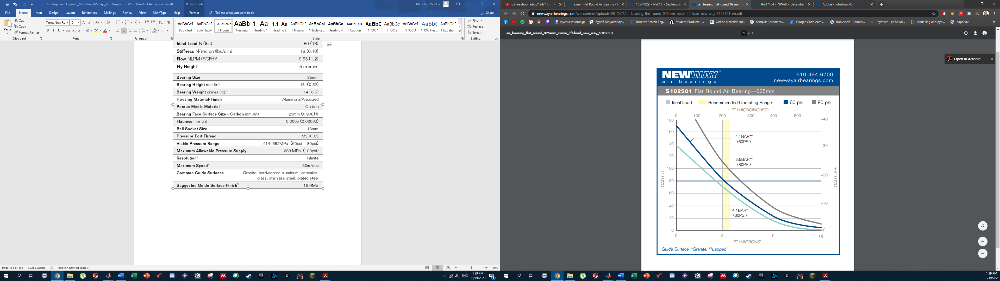 Διπλωματική Εργασία_Μενέλαος Βιδάκης_Διορθωμένη - Word (Product Activation Failed)
Picture Tools
Menelaos Vidakis
File Home Insert Draw Design Layout References Mailings Review View MathType Help Format Tell me what you want to do Share
Paste
Cut
Copy
Format Painter
Clipboard
Times New Ro 10
Font
Paragraph
AaBbCcI Body Text
AaBbCcI Body Text+
AaBbCcDc ¶ Figure
AaBb Heading
1 Aa Heading 1
1.1 Aa Heading 2
AaBbCcI ¶ Normal
AaBbCcI ¶ Table ca...
AaBbCc Heading 4
AaBbCcD ¶ Caption
AaBbC ¶ TOC 1
AaBbCc ¶ TOC 2
AaBbCcI ¶ TOC 3
AaBbCcI ¶ TOC Hea...
AaBbC Heading...
AaBbCcI ¶ Equation
Styles
Find
Replace
Select
Editing
Ideal Load N (lbs) 80 (18)
Stiffness N/micron (lbs/u in)¹ 18 (0.10)
Flow NLPM (SCFH)¹ 0.53 (1.2)
Fly Height¹ 5 microns
Bearing Size 25mm
Bearing Height mm (in) 13 (0.52)
Bearing Weight grams (oz.) 14 (0.5)
Housing Material/Finish Aluminum/Anodized
Porous Media Material Carbon
Bearing Face Surface Size - Carbon mm (in) 23mm (0.906) ϕ
Flatness mm (in) 0.0005 (0.00002)
Ball Socket Size 13mm
Pressure Port Thread M3 X 0.5
Viable Pressure Range .414-.552MPa (60psi - 80psi)
Maximum Allowable Pressure Supply .689 MPa (100psi)
Resolution³ Infinite
Maximum Speed⁴ 50m/sec
Common Guide Surfaces Granite, hard-coated aluminum, ceramics,
glass, stainless steel, plated steel
Suggested Guide Surface Finish⁵ 16 RMS
Page 133 of 133 32263 words English (United States) 110%
ENG 1:39 PM
10/19/2020
coffee shop radio // 24/7 lo
25mm Flat Round Air Bearing - N
15544029_-_NWAB_-_September
air_bearing_flat_round_025mm_c
16247464_-_NWAB_-_December
Adobe Photoshop PDF
newwayairbearings.com/wp-content/uploads/2017/07/air_bearing_flat_round_025mm_curve_lift-load_new_way_S102501_en.pdf
mycourses.ntua.gr Σχολή Μηχανολόγ... Torrentz Search Eng... Student Products -... Online Materials Inf... Sandvik Coromant... Google Code Archi... Bookshelf - Cambri... Joyetech 1pc Spiral... Modelling and dyn... paper.dvi
air_bearing_flat_round_025mm_curve_lift-load_new_way_S102501
1 / 1
Open in Acrobat
NEWWAY®
air bearings
610-494-6700
newwayairbearings.com
S102501 Flat Round Air Bearing—025mm
Ideal Load Recommended Operating Range 60 psi 80 psi
LIFT (MICROINCHES)
0 100 200 300 400 500
180
160
140
120
100
80
60
40
20
0
LOAD (N)
4.1BAR**
(60PSI)
5.5BAR**
(80PSI)
4.1BAR*
(60PSI)
40
30
20
10
0
LOAD (LBS)
0 5 10 15
LIFT (MICRONS)
Guide Surface: *Granite, **Lapped
1:39 PM
10/19/2020